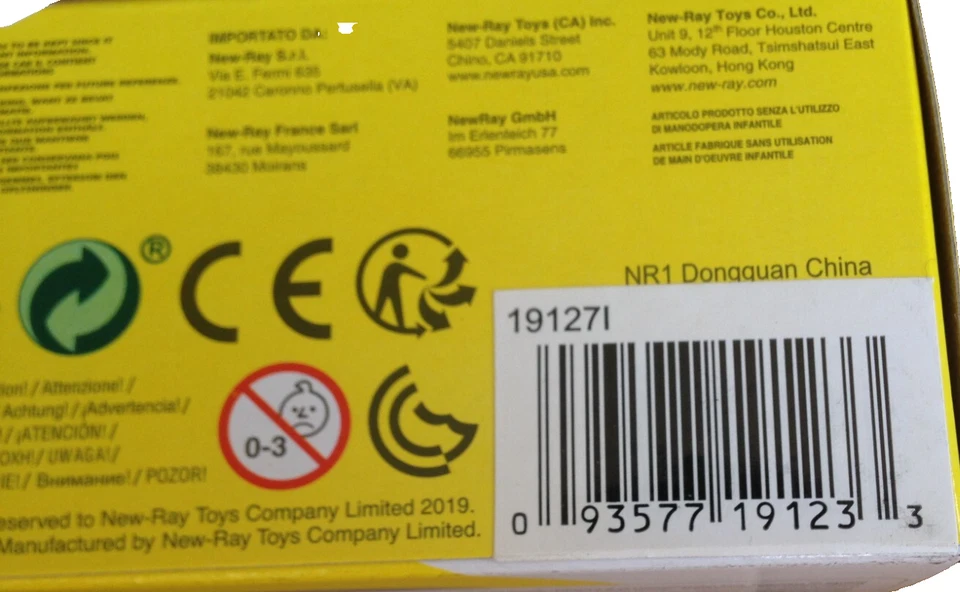 IMPORTATO DA:
New-Ray S.r.l.
Via E. Fermi 635
21042 Caronno Pertusella (VA)
New-Ray France Sarl
167, rue Mayoussard
38430 Moirans
New-Ray Toys (CA) Inc.
5407 Daniels Street
Chino, CA 91710
www.newrayusa.com
NewRay GmbH
Im Erlenteich 77
66955 Pirmasens
New-Ray Toys Co., Ltd.
Unit 9, 12th Floor Houston Centre
63 Mody Road, Tsimshatsui East
Kowloon, Hong Kong
www.new-ray.com
ARTICOLO PRODOTTO SENZA L'UTILIZZO
DI MANODOPERA INFANTILE
ARTICLE FABRIQUE SANS UTILISATION
DE MAIN D'OEUVRE INFANTILE
®
CE
NR1 Dongguan China
19127I
0 93577 19123 3
0-3
tion! / Attenzione! /
Achtung! / ¡Advertencia! /
! / ¡ATENCIÓN! /
OXH! / UWAGA! /
IE! / Внимание! / POZOR!
eserved to New-Ray Toys Company Limited 2019.
Manufactured by New-Ray Toys Company Limited.